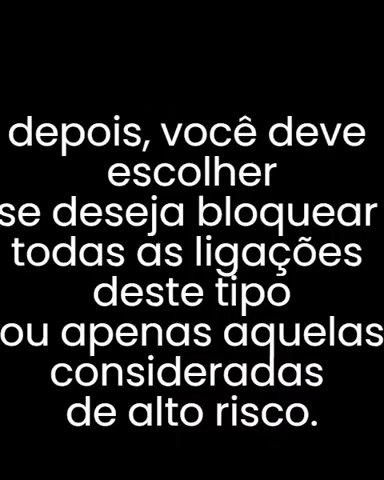 depois, você deve
escolher
se deseja bloquear
todas as ligações
deste tipo
ou apenas aquelas
consideradas
de alto risco.